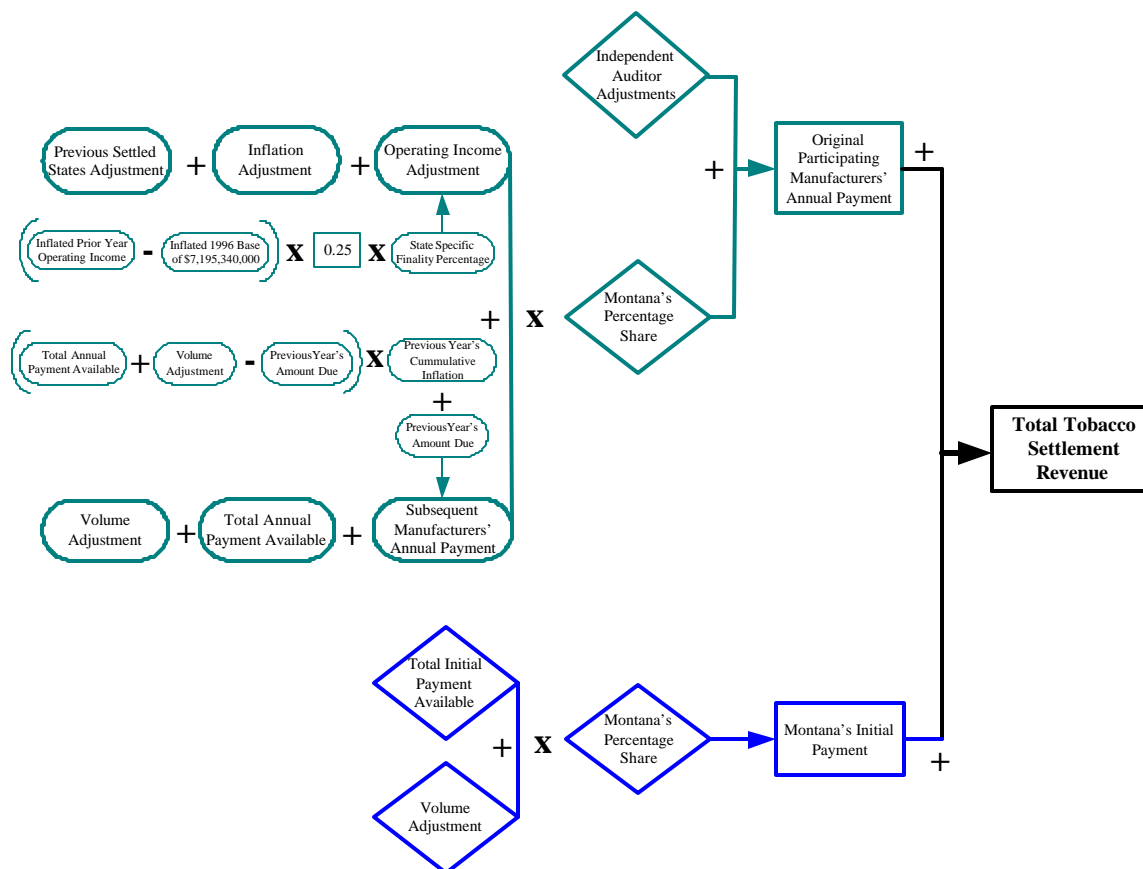 Independent
Auditor
Adjustments
Previous Settled
States Adjustment
+
Inflation
Adjustment
+
Operating Income
Adjustment
+
Original
Participating
Manufacturers'
Annual Payment
+
(
Inflated Prior Year
Operating Income
-
Inflated 1996 Base
of $7,195,340,000
)
x
0.25
x
State Specific
Finality Percentage
+
x
Montana's
Percentage
Share
(
Total Annual
Payment Available
+
Volume
Adjustment
-
PreviousYear's
Amount Due
)
x
Previous Year's
Cummulative
Inflation
+
PreviousYear's
Amount Due
Total Tobacco
Settlement
Revenue
Volume
Adjustment
+
Total Annual
Payment Available
+
Subsequent
Manufacturers'
Annual Payment
Total Initial
Payment
Available
+
x
Montana's
Percentage
Share
Montana's Initial
Payment
+
Volume
Adjustment